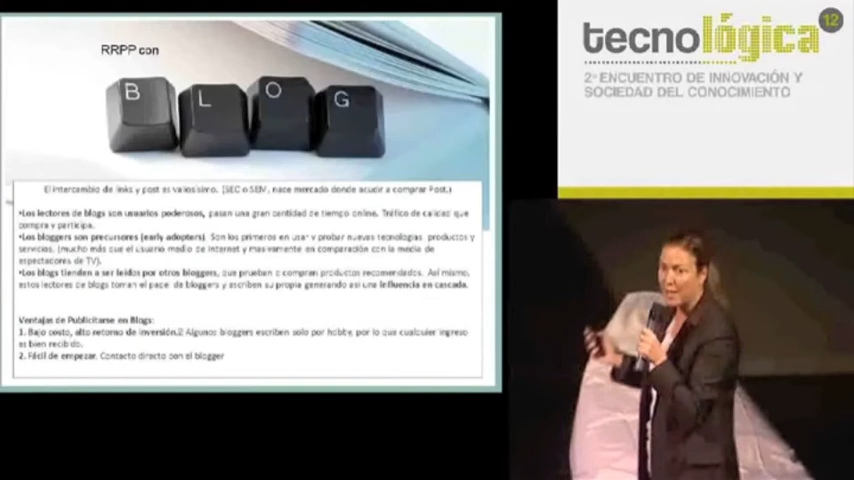 RRPP con
B L O G
El intercambio de links y post es valiosísimo. (SEO o SEM, nace mercado donde acudir a comprar Post.)
•Los lectores de blogs son usuarios poderosos, pasan una gran cantidad de tiempo online. Tráfico de calidad que
compra y participa.
•Los bloggers son precursores (early adopters). Son los primeros en usar y probar nuevas tecnologías productos y
servicios. (mucho más que el usuario medio de Internet y masivamente en comparación con la media de
espectadores de TV).
•Los blogs tienden a ser leídos por otros bloggers, que prueban o compran productos recomendados. Así mismo,
estos lectores de blogs toman el papel de bloggers y escriben su propia generando así una influencia en cascada.
Ventajas de Publicitarse en Blogs:
1. Bajo costo, alto retorno de inversión.2 Algunos bloggers escriben solo por hobby, por lo que cualquier ingreso
es bien recibido.
2. Fácil de empezar. Contacto directo con el blogger
tecnológica 12
2º ENCUENTRO DE INNOVACIÓN Y
SOCIEDAD DEL CONOCIMIENTO